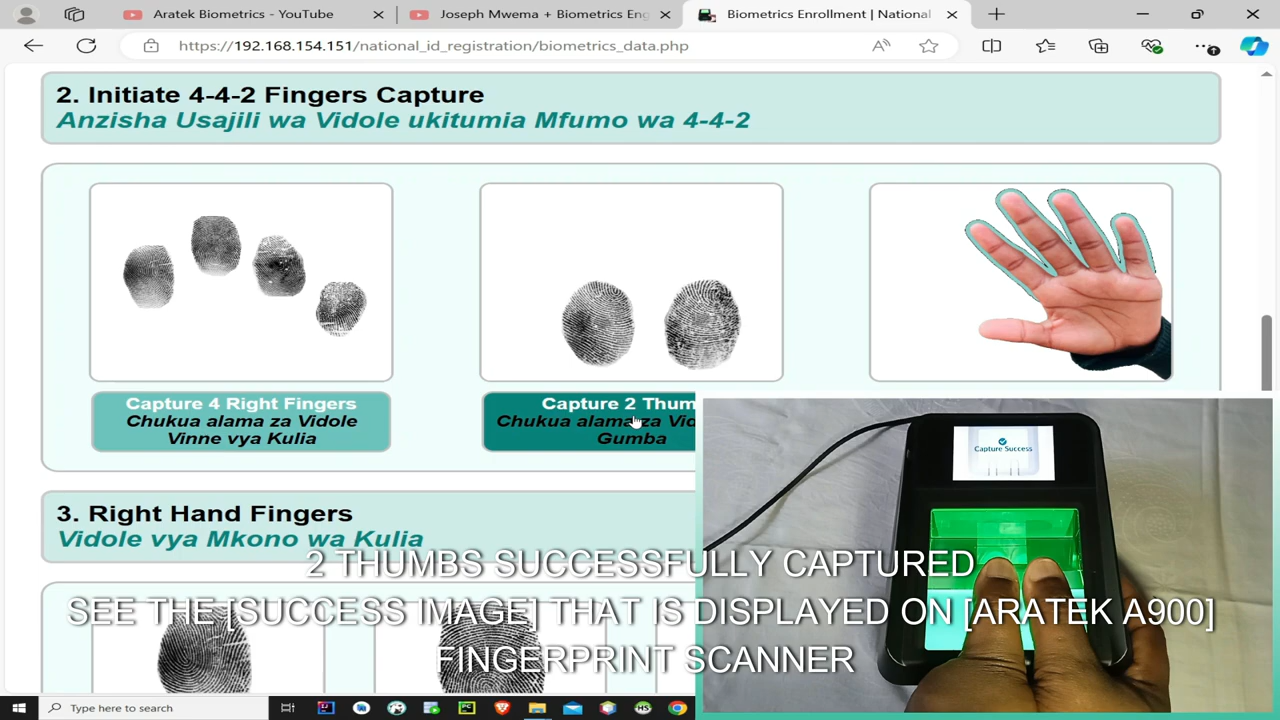 Aratek Biometrics - YouTube
Joseph Mwema + Biometrics Eng
Biometrics Enrollment | National
https://192.168.154.151/national_id_registration/biometrics_data.php
2. Initiate 4-4-2 Fingers Capture
Anzisha Usajili wa Vidole ukitumia Mfumo wa 4-4-2
Capture 4 Right Fingers
Chukua alama za Vidole
Vinne vya Kulia
Capture 2 Thum
Chukua alama za Vid
Gumba
Capture Success
3. Right Hand Fingers
Vidole vya Mkono wa Kulia
2 THUMBS SUCCESSFULLY CAPTURED
SEE THE [SUCCESS IMAGE] THAT IS DISPLAYED ON [ARATEK A900]
FINGERPRINT SCANNER
Type here to search